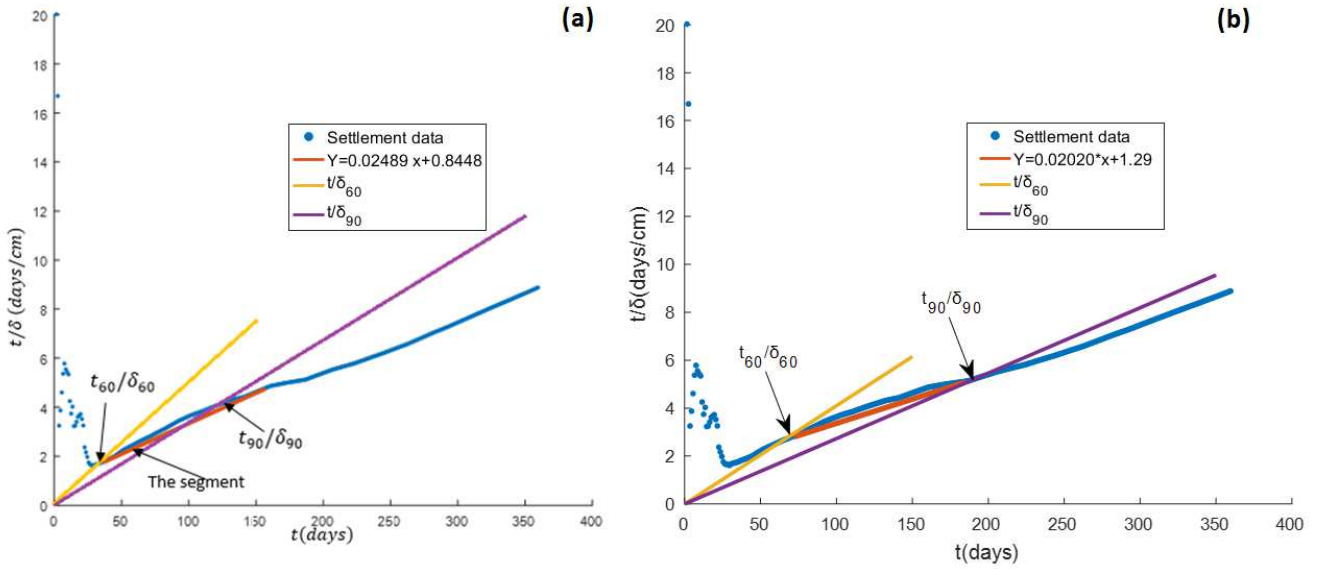 (a)
20
18
16
14
12
10
8
6
4
2
0
t/δ (days/cm)
Settlement data
Y=0.02489 x+0.8448
t/δ60
t/δ90
t60/δ60
t90/δ90
The segment
0 50 100 150 200 250 300 350 400
t(days)
(b)
20
18
16
14
12
10
8
6
4
2
0
t/δ(days/cm)
Settlement data
Y=0.02020*x+1.29
t/δ60
t/δ90
t90/δ90
t60/δ60
0 50 100 150 200 250 300 350 400
t(days)